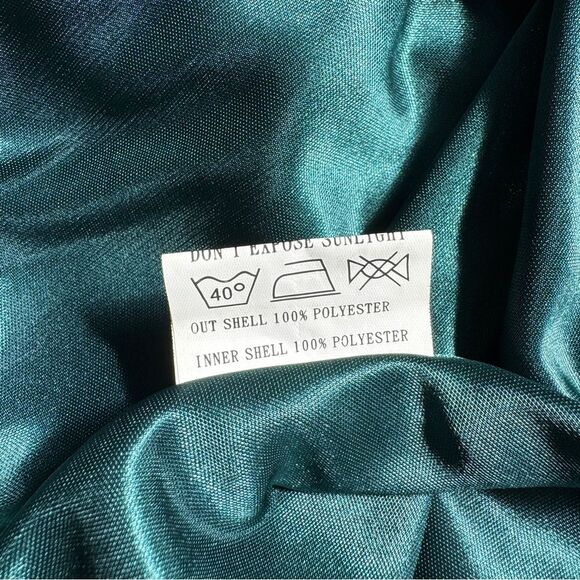 DON'T EXPOSE SUNLIGHT
40°
OUT SHELL 100% POLYESTER
INNER SHELL 100% POLYESTER